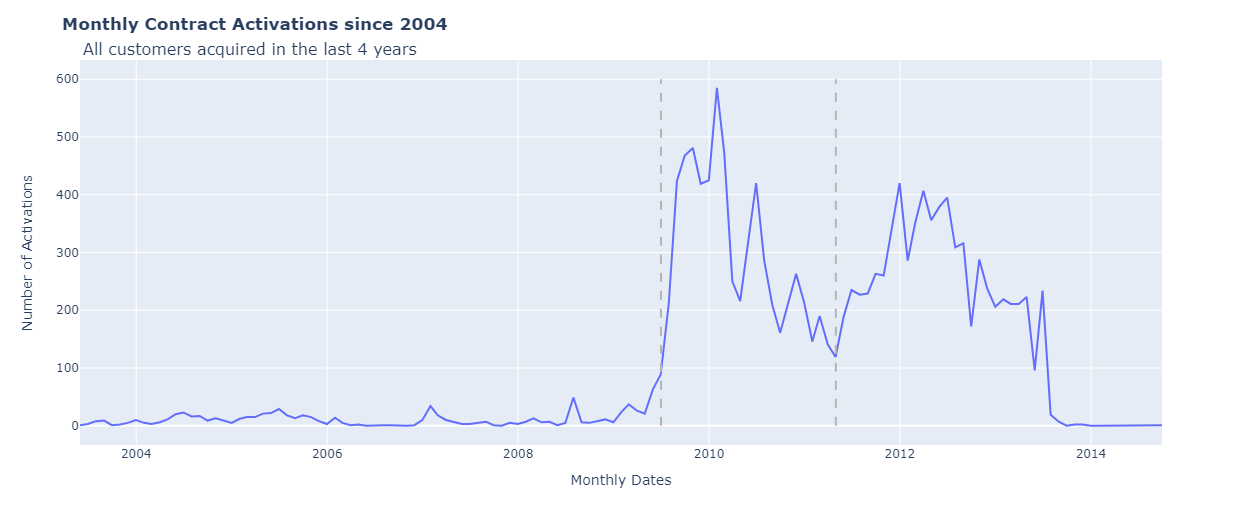 Monthly Contract Activations since 2004
All customers acquired in the last 4 years
600
500
400
300
200
100
0
Number of Activations
2004 2006 2008 2010 2012 2014
Monthly Dates